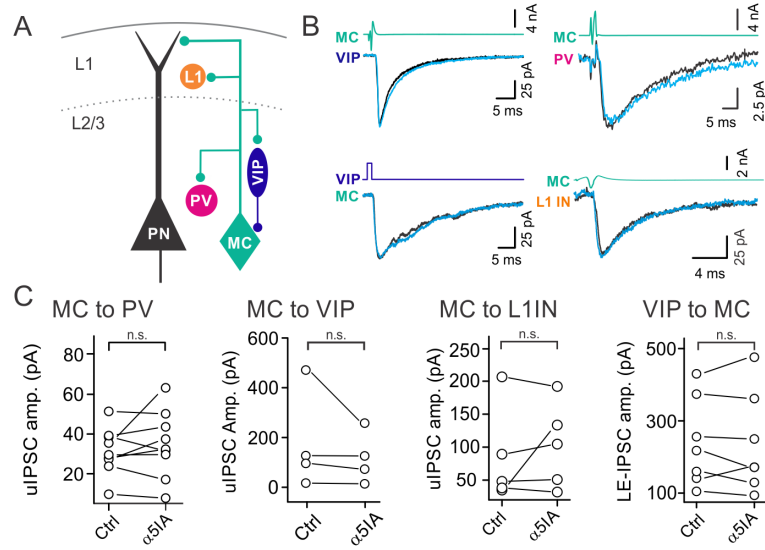 A
L1
L2/3
L1
VIP
PV
PN
MC
B
MC
4 nA
VIP
25 pA
5 ms
MC
4 nA
PV
2.5 pA
5 ms
VIP
MC
25 pA
5 ms
2 nA
MC
L1 IN
25 pA
4 ms
C
MC to PV
n.s.
uIPSC amp. (pA)
80
60
40
20
Ctrl
α5IA
MC to VIP
n.s.
uIPSC Amp. (pA)
600
400
200
0
Ctrl
α5IA
MC to L1IN
n.s.
uIPSC amp. (pA)
250
200
150
100
50
Ctrl
α5IA
VIP to MC
n.s.
LE-IPSC amp. (pA)
500
300
100
Ctrl
α5IA